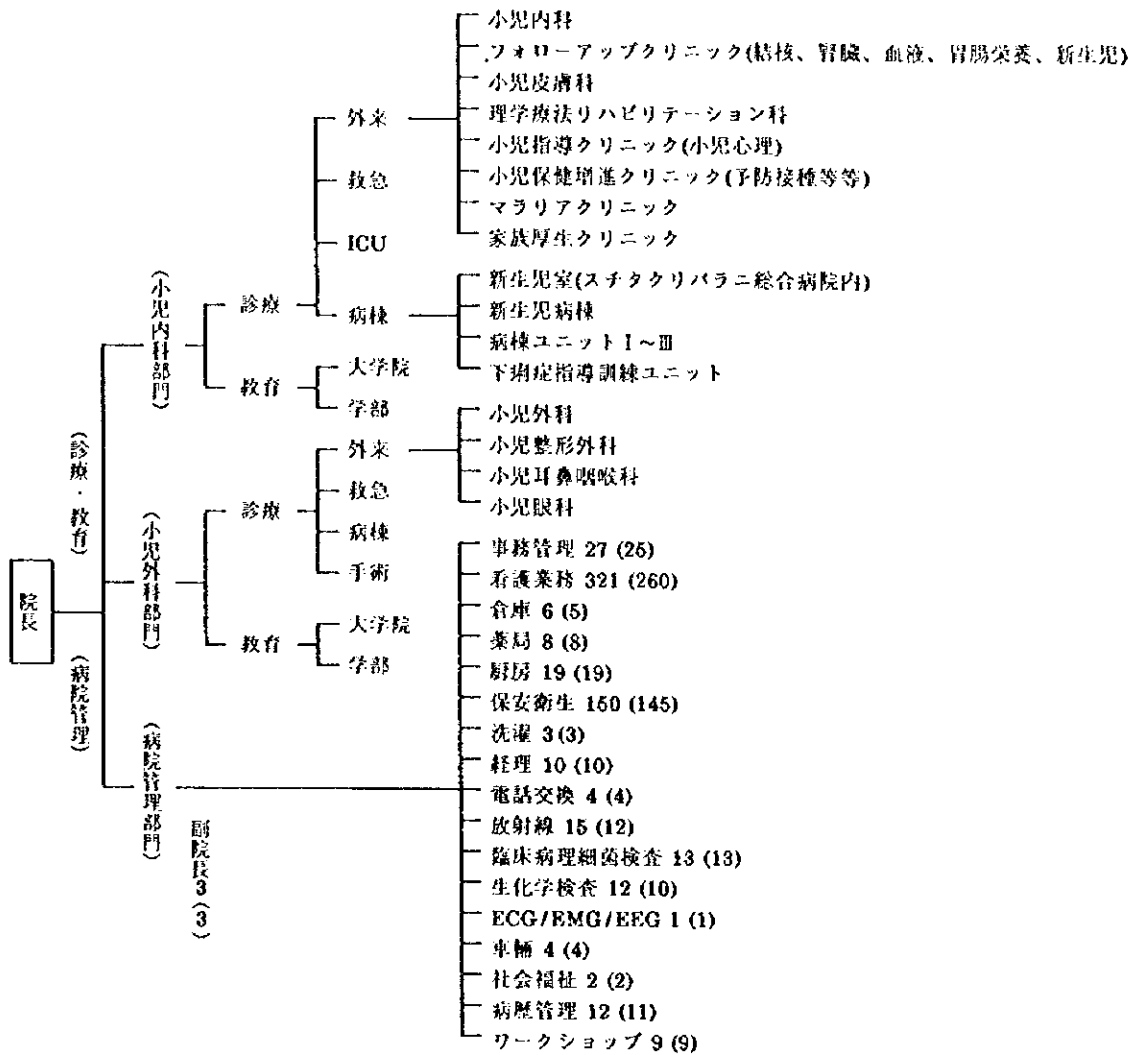 院長
(診療・教育)
(病院管理)
(小児内科部門)
診療
外来
小児内科
フォローアップクリニック(結核、腎臓、血液、胃腸栄養、新生児)
小児皮膚科
理学療法リハビリテーション科
小児指導クリニック(小児心理)
小児保健増進クリニック(予防接種等等)
マラリアクリニック
家族厚生クリニック
救急
ICU
病棟
新生児室(スチタクリパラニ総合病院内)
新生児病棟
病棟ユニットⅠ～Ⅲ
下痢症指導訓練ユニット
教育
大学院
学部
(小児外科部門)
診療
外来
小児外科
小児整形外科
小児耳鼻咽喉科
小児眼科
救急
病棟
手術
教育
大学院
学部
(病院管理部門)
副院長3(3)
事務管理 27 (25)
看護業務 321 (260)
倉庫 6 (5)
薬局 8 (8)
厨房 19 (19)
保安衛生 150 (145)
洗濯 3 (3)
経理 10 (10)
電話交換 4 (4)
放射線 15 (12)
臨床病理細菌検査 13 (13)
生化学検査 12 (10)
ECG/EMG/EEG 1 (1)
車輛 4 (4)
社会福祉 2 (2)
病歴管理 12 (11)
ワークショップ 9 (9)